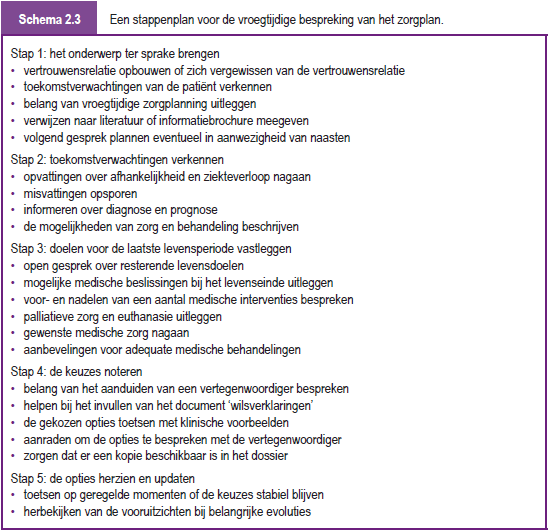 Schema 2.3
Een stappenplan voor de vroegtijdige bespreking van het zorgplan.
Stap 1: het onderwerp ter sprake brengen
• vertrouwensrelatie opbouwen of zich vergewissen van de vertrouwensrelatie
• toekomstverwachtingen van de patiënt verkennen
• belang van vroegtijdige zorgplanning uitleggen
• verwijzen naar literatuur of informatiebrochure meegeven
• volgend gesprek plannen eventueel in aanwezigheid van naasten
Stap 2: toekomstverwachtingen verkennen
• opvattingen over afhankelijkheid en ziekteverloop nagaan
• misvattingen opsporen
• informeren over diagnose en prognose
• de mogelijkheden van zorg en behandeling beschrijven
Stap 3: doelen voor de laatste levensperiode vastleggen
• open gesprek over resterende levensdoelen
• mogelijke medische beslissingen bij het levenseinde uitleggen
• voor- en nadelen van een aantal medische interventies bespreken
• palliatieve zorg en euthanasie uitleggen
• gewenste medische zorg nagaan
• aanbevelingen voor adequate medische behandelingen
Stap 4: de keuzes noteren
• belang van het aanduiden van een vertegenwoordiger bespreken
• helpen bij het invullen van het document ‘wilsverklaringen’
• de gekozen opties toetsen met klinische voorbeelden
• aanraden om de opties te bespreken met de vertegenwoordiger
• zorgen dat er een kopie beschikbaar is in het dossier
Stap 5: de opties herzien en updaten
• toetsen op geregelde momenten of de keuzes stabiel blijven
• herbekijken van de vooruitzichten bij belangrijke evoluties